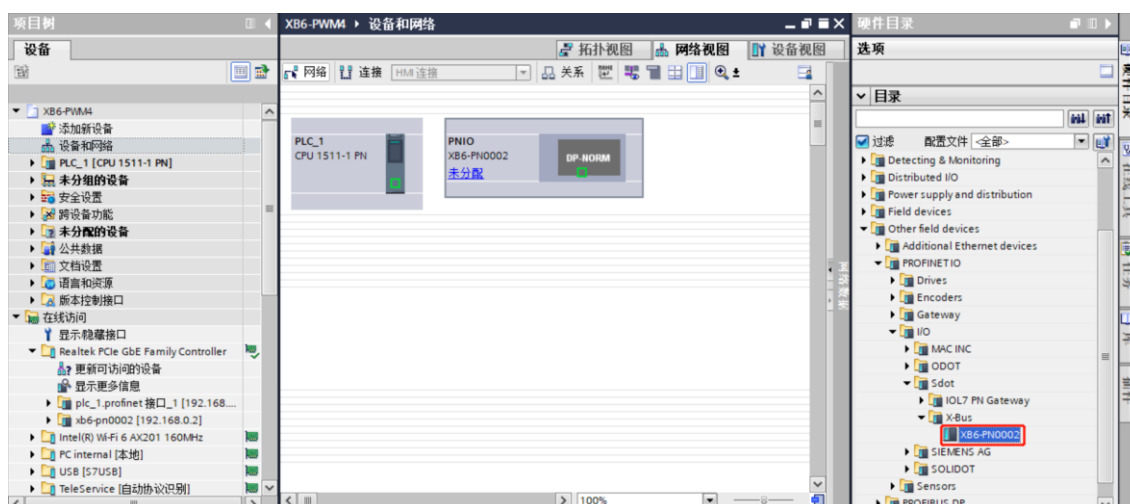 项目树
设备
XB6-PWM4
添加新设备
设备和网络
PLC_1 [CPU 1511-1 PN]
未分组的设备
安全设置
跨设备功能
未分配的设备
公共数据
文档设置
语言和资源
版本控制接口
在线访问
显示/隐藏接口
Realtek PCIe GbE Family Controller
更新可访问的设备
显示更多信息
plc_1.profinet 接口_1 [192.168....
xb6-pn0002 [192.168.0.2]
Intel(R) Wi-Fi 6 AX201 160MHz
PC internal [本地]
USB [S7USB]
TeleService [自动协议识别]
XB6-PWM4 ▸ 设备和网络
拓扑视图 网络视图 设备视图
网络 连接 HMI 连接 关系
PLC_1
CPU 1511-1 PN
PNIO
XB6-PN0002
未分配
DP-NORM
100%
硬件目录
选项
目录
过滤 配置文件 <全部>
Detecting & Monitoring
Distributed I/O
Power supply and distribution
Field devices
Other field devices
Additional Ethernet devices
PROFINET IO
Drives
Encoders
Gateway
I/O
MAC INC
ODOT
Sdot
IOL7 PN Gateway
X-Bus
XB6-PN0002
SIEMENS AG
SOLIDOT
Sensors
PROFIBUS DP